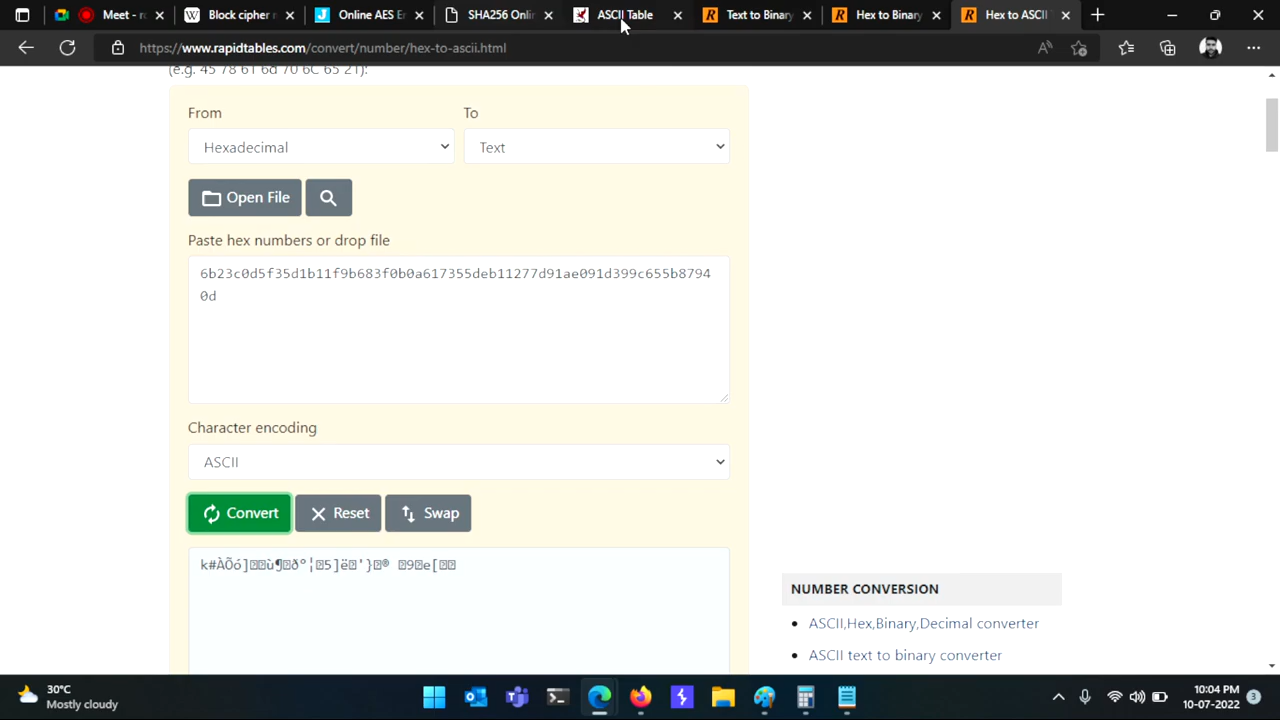 Meet - ro
Block cipher m
Online AES En
SHA256 Onli
ASCII Table
Text to Binary
Hex to Binary
Hex to ASCII
https://www.rapidtables.com/convert/number/hex-to-ascii.html
(e.g. 45 78 61 6d 70 6C 65 21):
From
To
Hexadecimal
Text
Open File
Paste hex numbers or drop file
6b23c0d5f35d1b11f9b683f0b0a617355deb11277d91ae091d399c655b8794
0d
Character encoding
ASCII
Convert
Reset
Swap
NUMBER CONVERSION
ASCII,Hex,Binary,Decimal converter
ASCII text to binary converter
30°C
Mostly cloudy
10:04 PM
10-07-2022
3